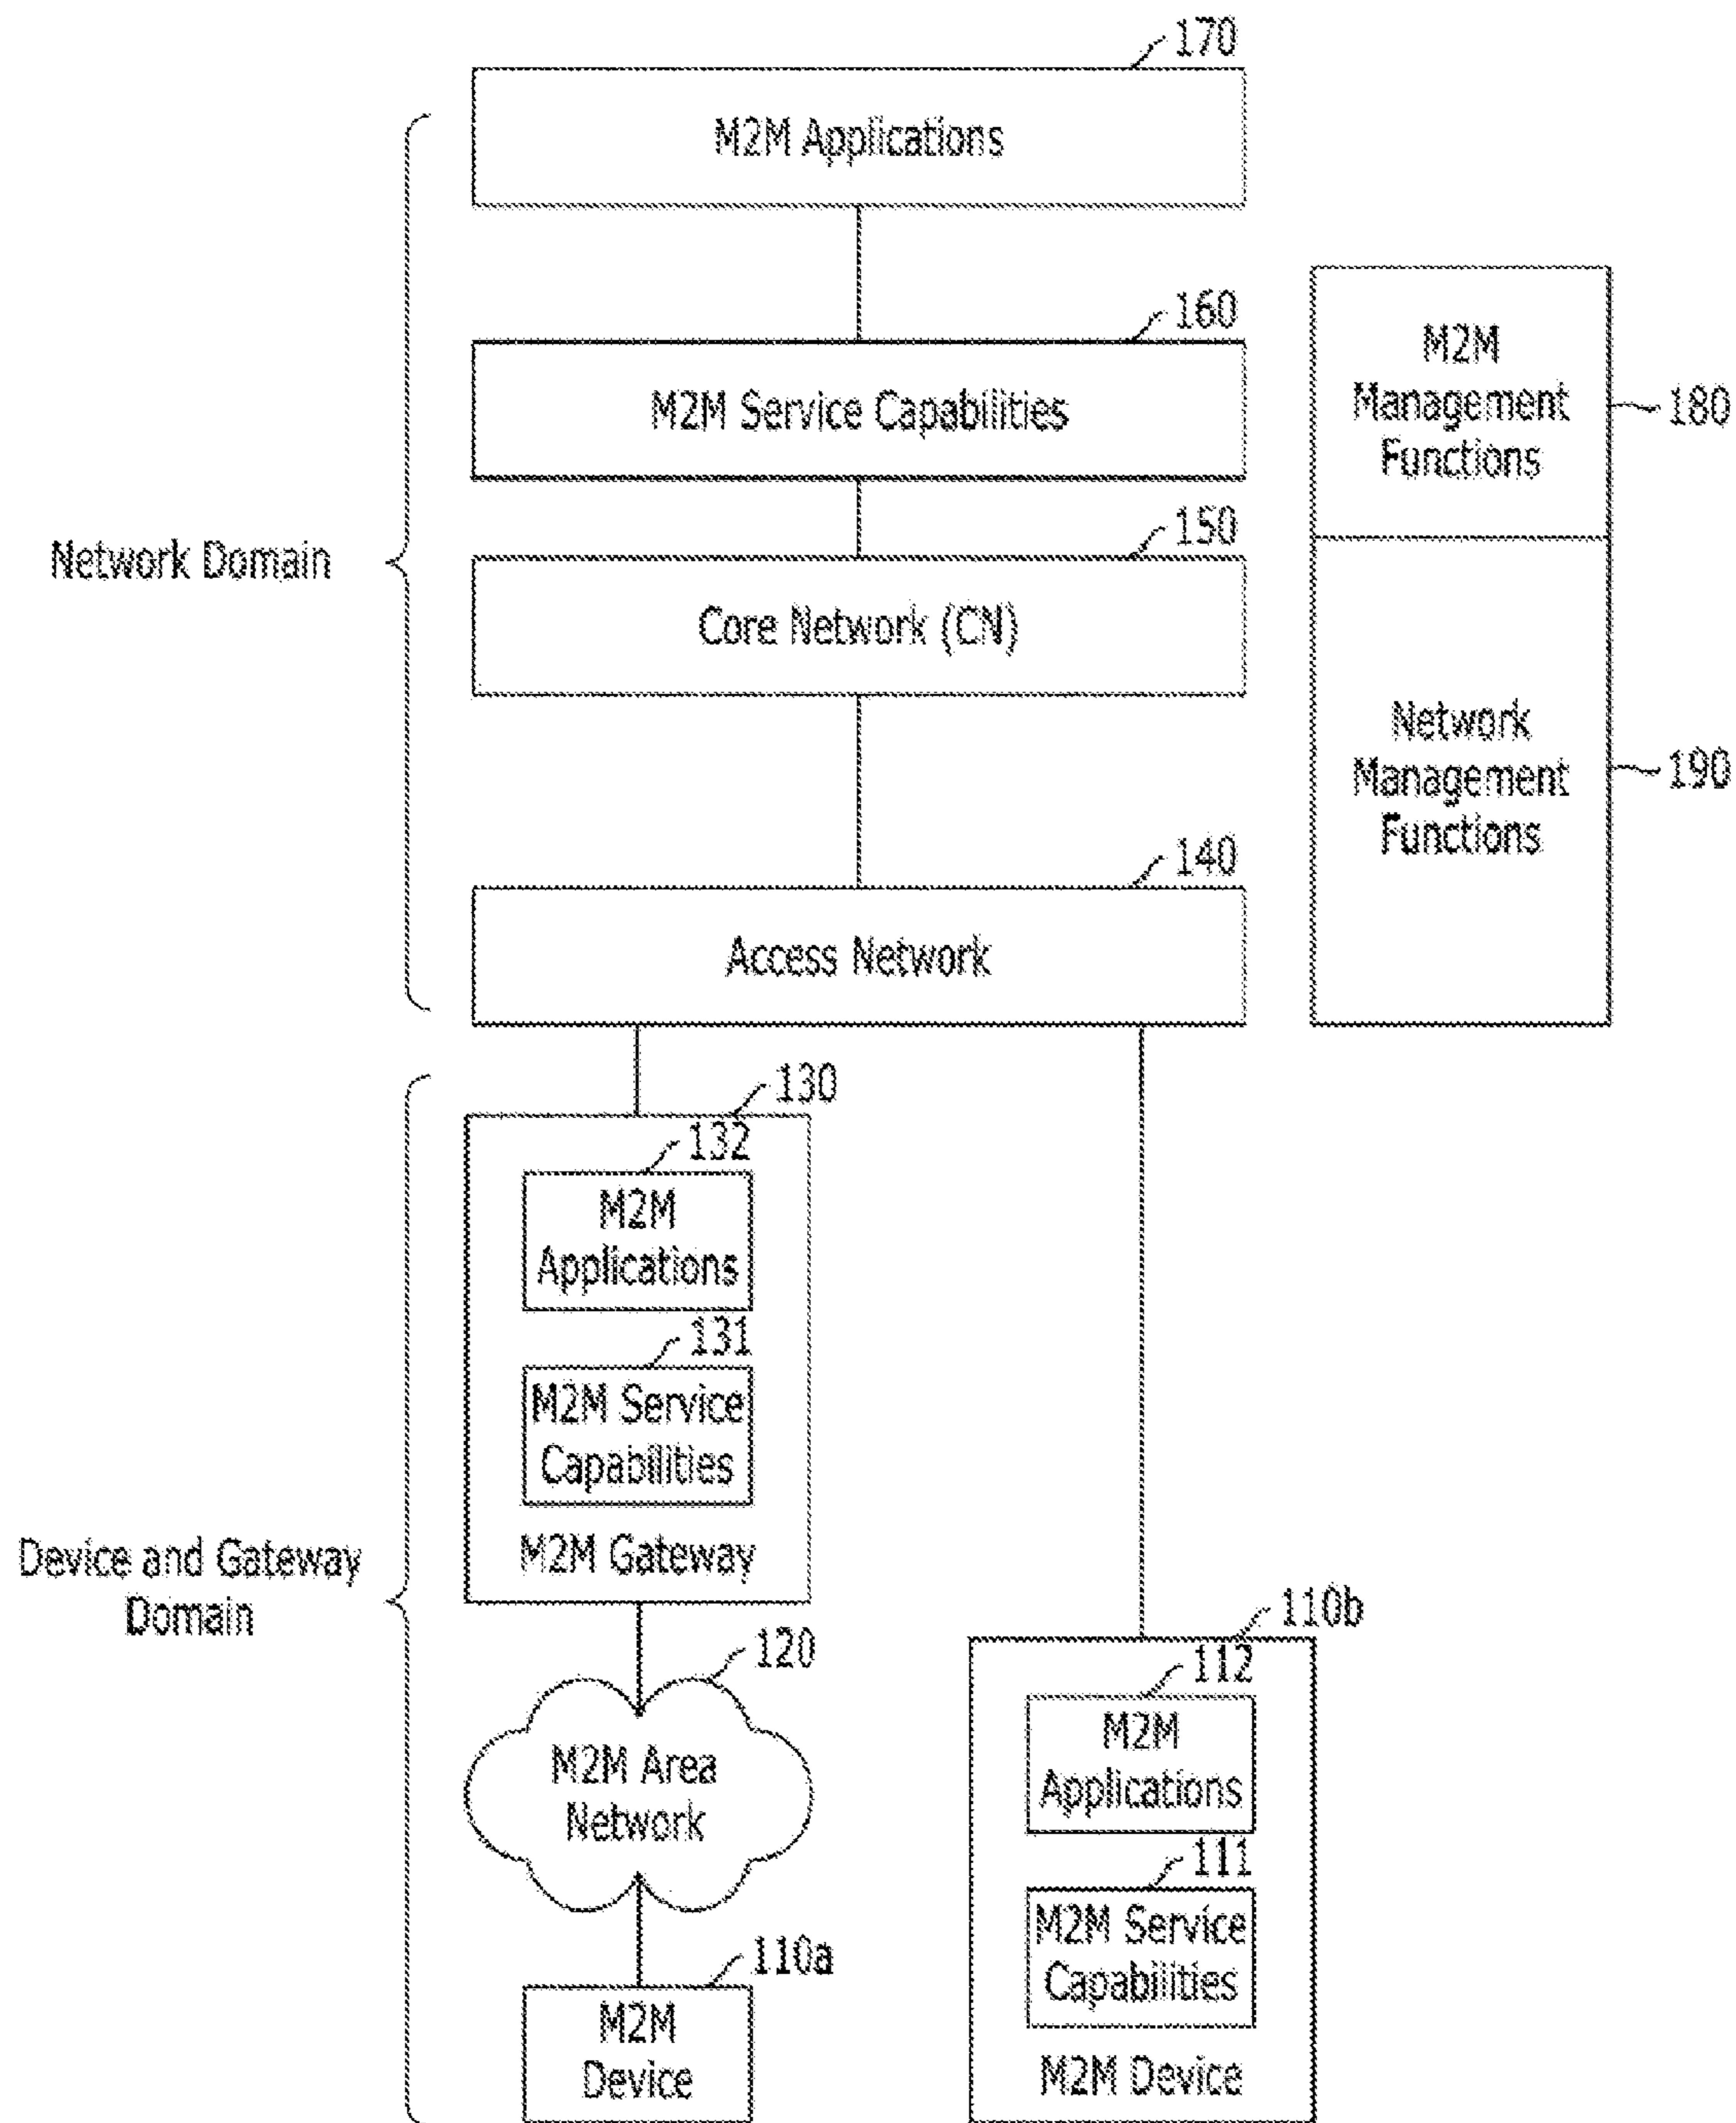 170
M2M Applications
160
M2M Service Capabilities
M2M
Management
Functions
180
Network Domain
150
Core Network (CN)
Network
Management
Functions
190
140
Access Network
130
132
M2M
Applications
131
M2M Service
Capabilities
M2M Gateway
Device and Gateway
Domain
120
M2M Area
Network
110a
M2M
Device
110b
112
M2M
Applications
111
M2M Service
Capabilities
M2M Device